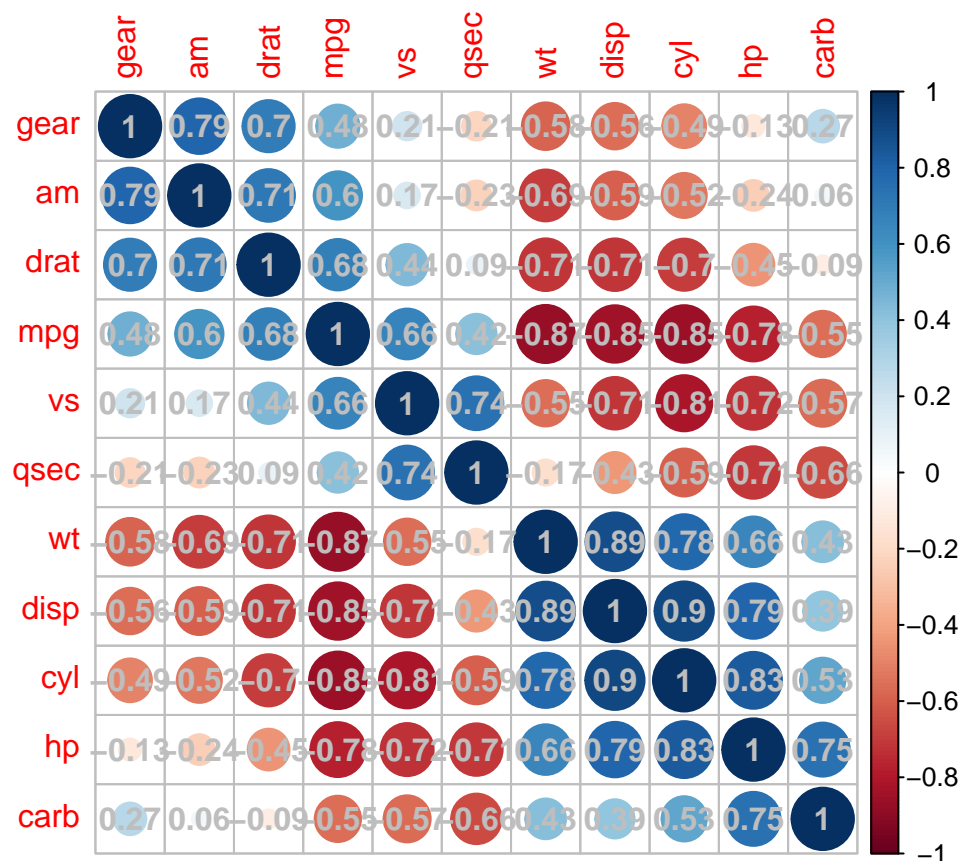 gear am drat mpg vs qsec wt disp cyl hp carb
gear 1 0.79 0.7 0.48 0.21 −0.21 −0.58 −0.56 −0.49 −0.13 0.27
am 0.79 1 0.71 0.6 0.17 −0.23 −0.69 −0.59 −0.52 −0.24 0.06
drat 0.7 0.71 1 0.68 0.44 0.09 −0.71 −0.71 −0.7 −0.45 −0.09
mpg 0.48 0.6 0.68 1 0.66 0.42 −0.87 −0.85 −0.85 −0.78 −0.55
vs 0.21 0.17 0.44 0.66 1 0.74 −0.55 −0.71 −0.81 −0.72 −0.57
qsec −0.21 −0.23 0.09 0.42 0.74 1 −0.17 −0.43 −0.59 −0.71 −0.66
wt −0.58 −0.69 −0.71 −0.87 −0.55 −0.17 1 0.89 0.78 0.66 0.43
disp −0.56 −0.59 −0.71 −0.85 −0.71 −0.43 0.89 1 0.9 0.79 0.39
cyl −0.49 −0.52 −0.7 −0.85 −0.81 −0.59 0.78 0.9 1 0.83 0.53
hp −0.13 −0.24 −0.45 −0.78 −0.72 −0.71 0.66 0.79 0.83 1 0.75
carb 0.27 0.06 −0.09 −0.55 −0.57 −0.66 0.43 0.39 0.53 0.75 1
1
0.8
0.6
0.4
0.2
0
−0.2
−0.4
−0.6
−0.8
−1